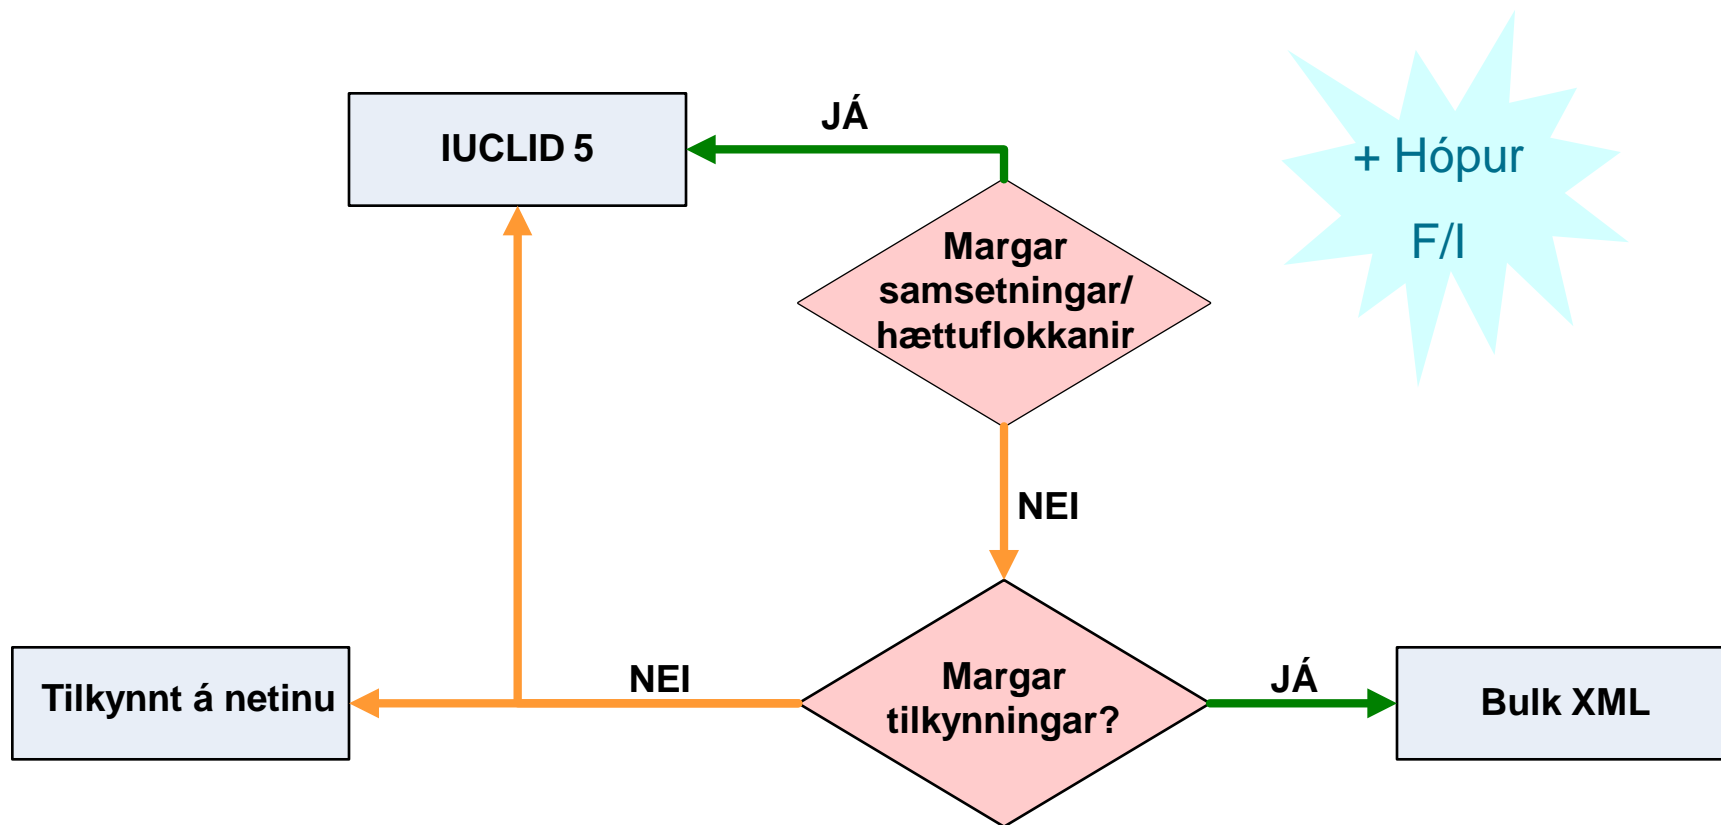 JÁ
IUCLID 5
+ Hópur
F/I
Margar
samsetningar/
hættuflokkanir
NEI
Tilkynnt á netinu
NEI
Margar
tilkynningar?
JÁ
Bulk XML